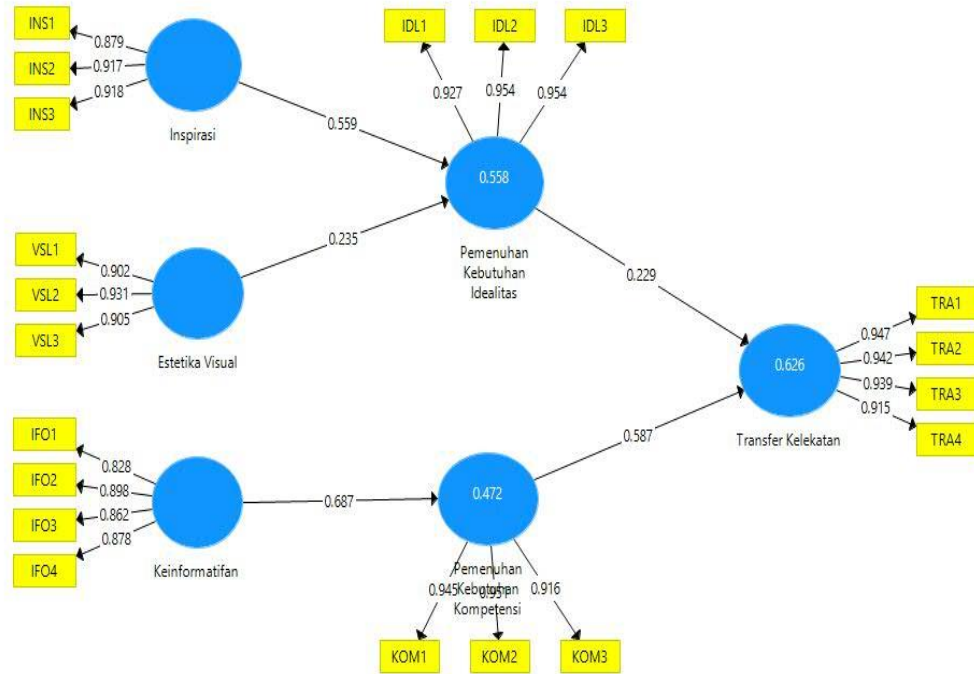 INS1
0.879
INS2
0.917
INS3
0.918
Inspirasi
IDL1
IDL2
IDL3
0.927
0.954
0.954
0.559
0.558
Pemenuhan
Kebutuhan
Idealitas
VSL1
0.902
VSL2
0.931
VSL3
0.905
Estetika Visual
0.235
0.229
TRA1
0.947
TRA2
0.942
TRA3
0.939
TRA4
0.915
0.626
Transfer Kelekatan
IFO1
0.828
IFO2
0.898
IFO3
0.862
IFO4
0.878
Keinformatifan
0.687
0.472
0.587
Pemenuhan
Kebutuhan
Kompetensi
0.945
0.951
0.916
KOM1
KOM2
KOM3